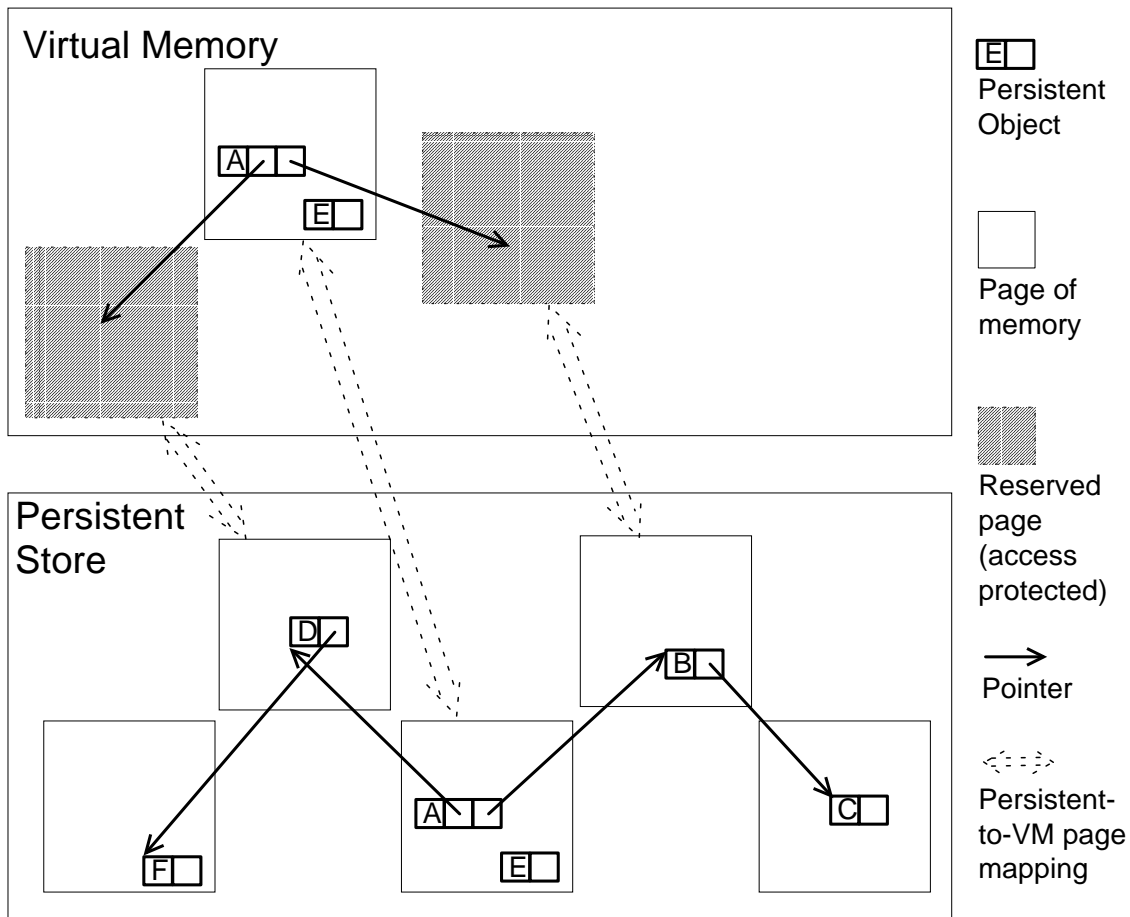 Virtual Memory
A
E
Persistent
Store
D
B
A
C
F
E
E
Persistent
Object
Page of
memory
Reserved
page
(access
protected)
Pointer
Persistent-
to-VM page
mapping